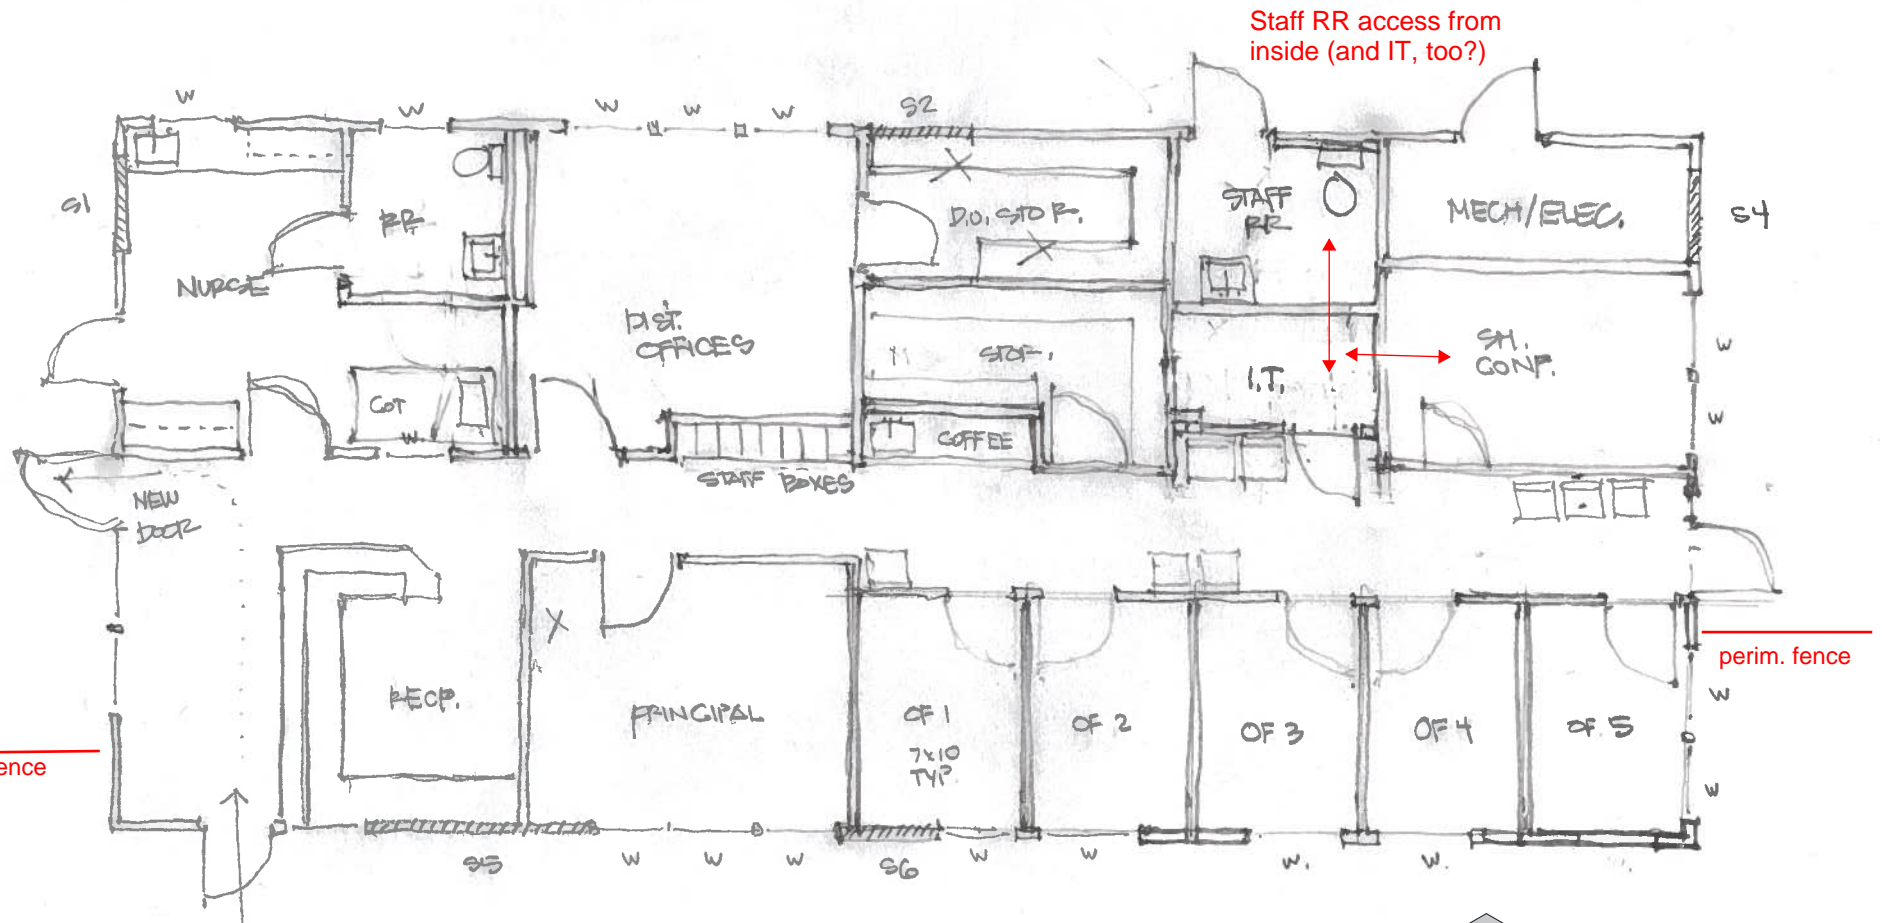 Staff RR access from
inside (and IT, too?)
W
W
W
W
W
S2
S1
RR
D.O. STOR.
STAFF
RR
MECH/ELEC.
S4
NURSE
DIST.
OFFICES
STOR.
I.T.
SM.
CONF.
W
W
COT
W.
COFFEE
STAFF BOXES
NEW
DOOR
RECP.
PRINCIPAL
OF 1
7x10
TYP.
OF 2
OF 3
OF 4
OF 5
perim. fence
W
W
ence
S5
W
W
W
S6
W
W
W.
W.